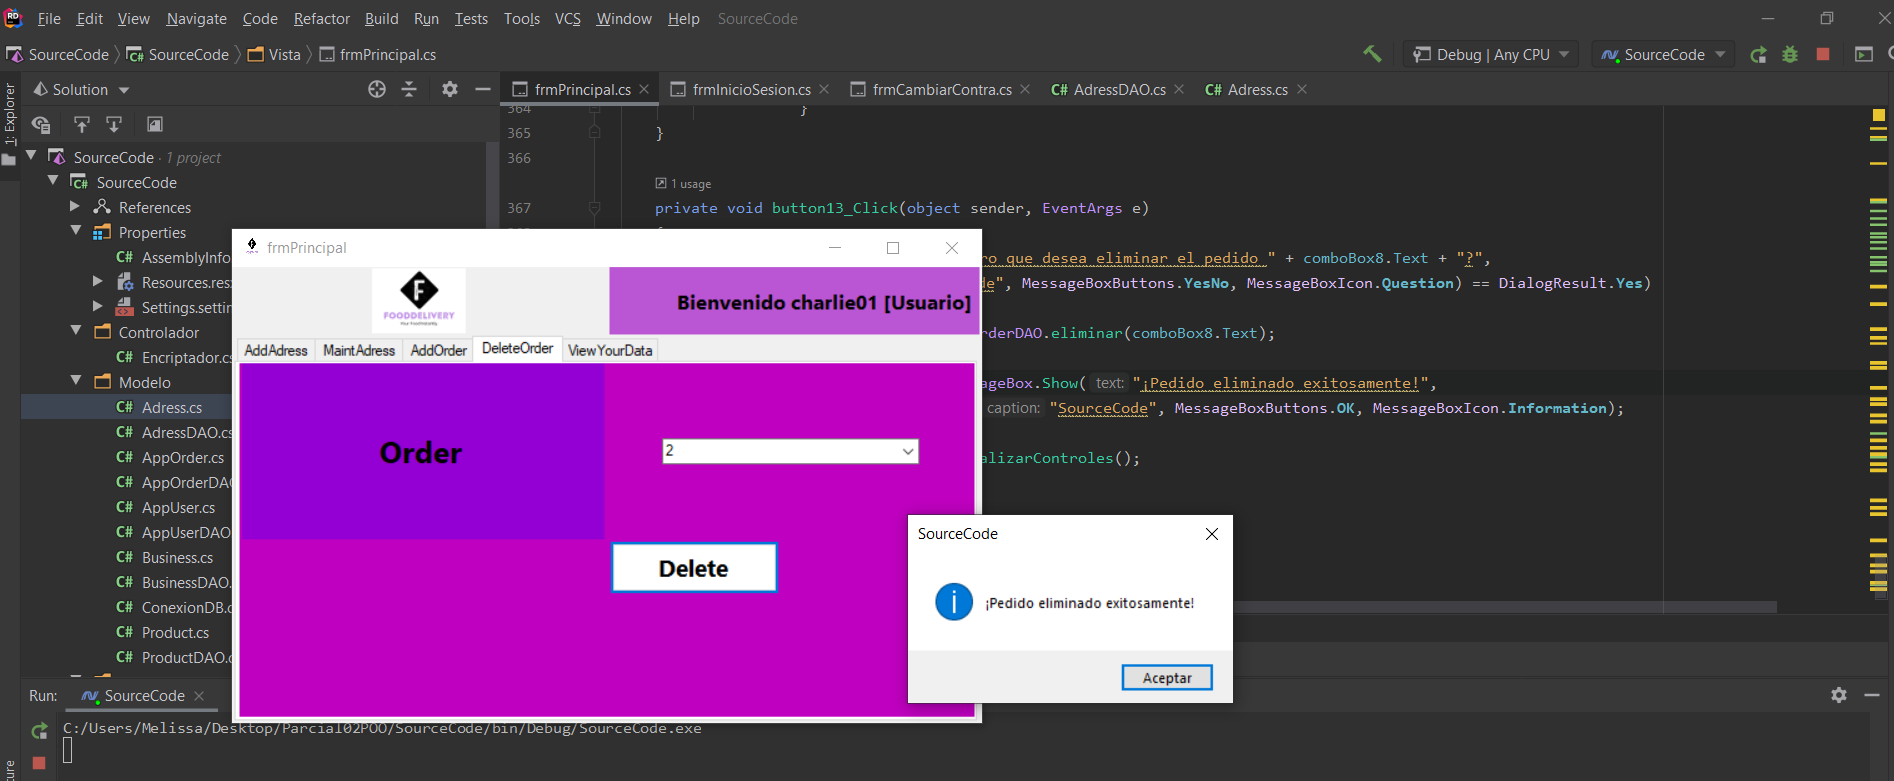 File Edit View Navigate Code Refactor Build Run Tests Tools VCS Window Help SourceCode
SourceCode SourceCode Vista frmPrincipal.cs Debug | Any CPU SourceCode
1: Explorer
Solution
frmPrincipal.cs frmInicioSesion.cs frmCambiarContra.cs C# AdressDAO.cs C# Adress.cs
SourceCode · 1 project
C# SourceCode
References
Properties
C# AssemblyInfo
Resources.res
Settings.settin
Controlador
C# Encriptador.cs
Modelo
C# Adress.cs
C# AdressDAO.cs
C# AppOrder.cs
C# AppOrderDAO
C# AppUser.cs
C# AppUserDAO
C# Business.cs
C# BusinessDAO.
C# ConexionDB.c
C# Product.cs
C# ProductDAO.c
364 }
365 }
366
1 usage
367 private void button13_Click(object sender, EventArgs e)
ro que desea eliminar el pedido " + comboBox8.Text + "?",
de", MessageBoxButtons.YesNo, MessageBoxIcon.Question) == DialogResult.Yes)
rderDAO.eliminar(comboBox8.Text);
ageBox.Show( text: "¡Pedido eliminado exitosamente!",
caption: "SourceCode", MessageBoxButtons.OK, MessageBoxIcon.Information);
alizarControles();
frmPrincipal
F
FOODDELIVERY
Bienvenido charlie01 [Usuario]
AddAdress MaintAdress AddOrder DeleteOrder ViewYourData
Order
2
Delete
SourceCode
¡Pedido eliminado exitosamente!
Aceptar
Run: SourceCode
C:/Users/Melissa/Desktop/Parcial02POO/SourceCode/bin/Debug/SourceCode.exe